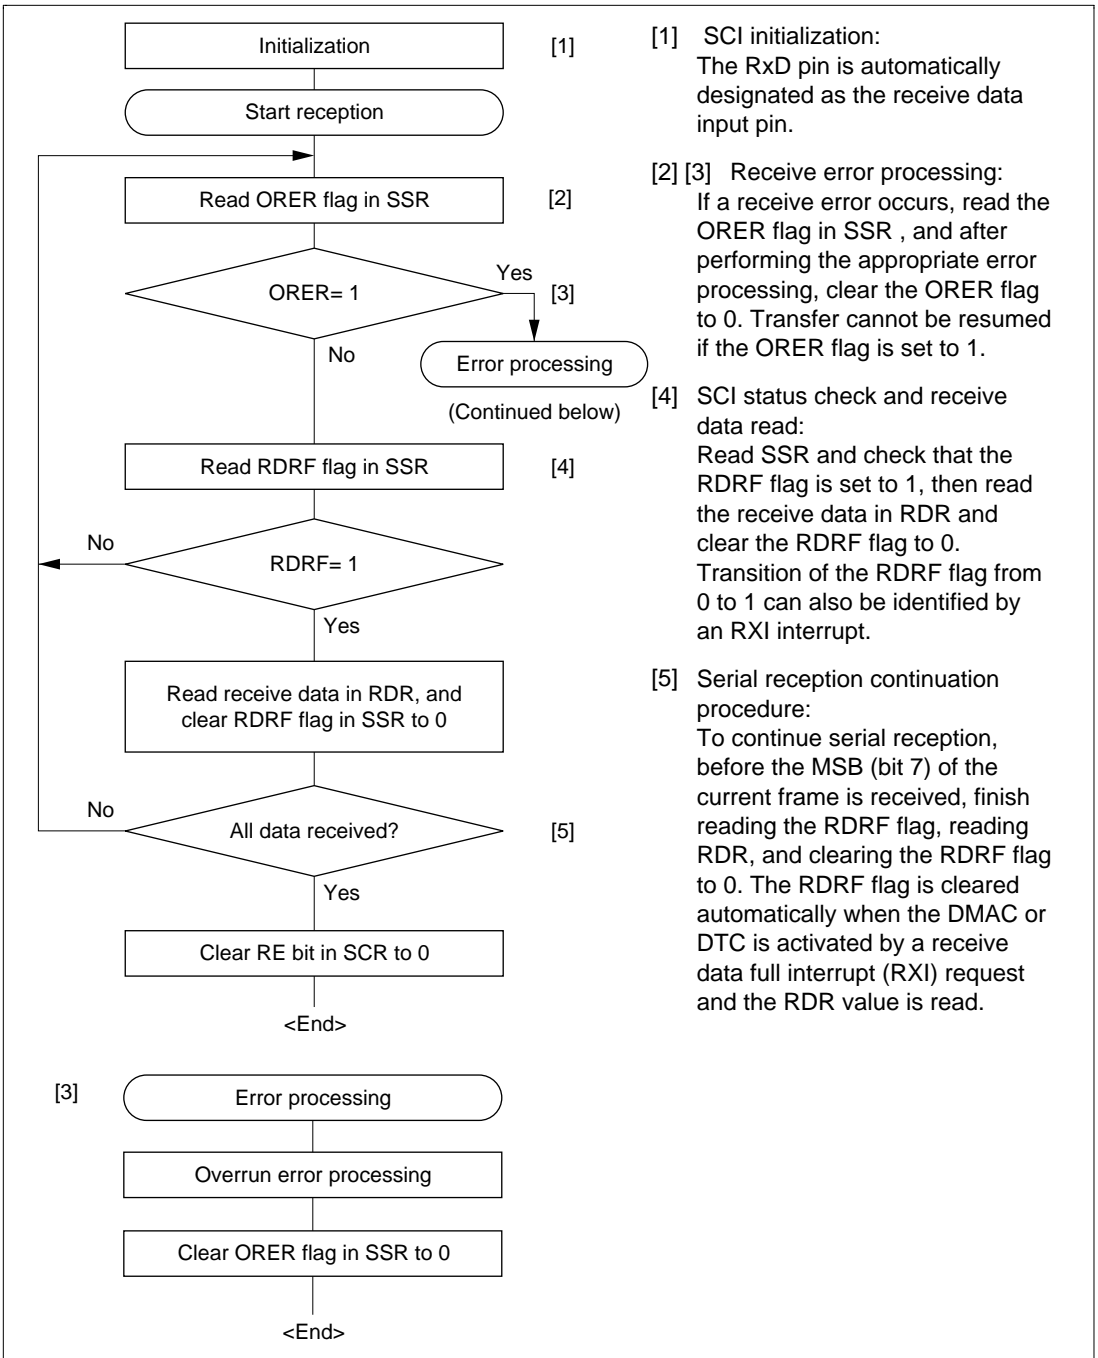 Initialization
[1]
Start reception
Read ORER flag in SSR
[2]
Yes
ORER= 1
[3]
No
Error processing
(Continued below)
Read RDRF flag in SSR
[4]
No
RDRF= 1
Yes
Read receive data in RDR, and
clear RDRF flag in SSR to 0
No
All data received?
[5]
Yes
Clear RE bit in SCR to 0
<End>
[3]
Error processing
Overrun error processing
Clear ORER flag in SSR to 0
<End>
[1] SCI initialization:
The RxD pin is automatically
designated as the receive data
input pin.
[2] [3] Receive error processing:
If a receive error occurs, read the
ORER flag in SSR , and after
performing the appropriate error
processing, clear the ORER flag
to 0. Transfer cannot be resumed
if the ORER flag is set to 1.
[4] SCI status check and receive
data read:
Read SSR and check that the
RDRF flag is set to 1, then read
the receive data in RDR and
clear the RDRF flag to 0.
Transition of the RDRF flag from
0 to 1 can also be identified by
an RXI interrupt.
[5] Serial reception continuation
procedure:
To continue serial reception,
before the MSB (bit 7) of the
current frame is received, finish
reading the RDRF flag, reading
RDR, and clearing the RDRF flag
to 0. The RDRF flag is cleared
automatically when the DMAC or
DTC is activated by a receive
data full interrupt (RXI) request
and the RDR value is read.